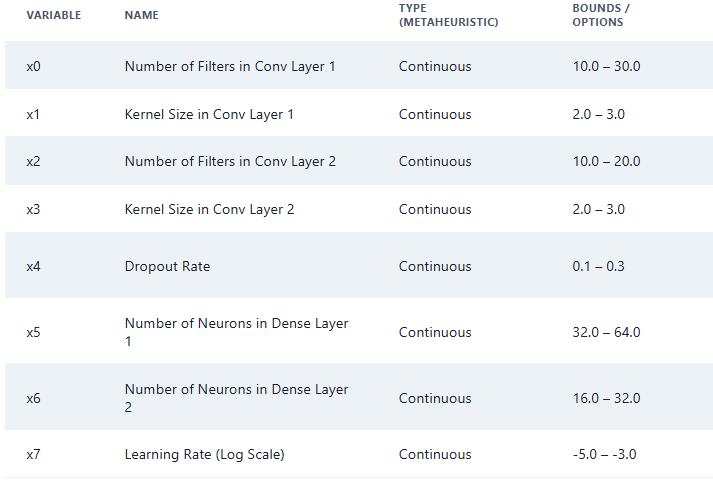 VARIABLE NAME TYPE (METAHEURISTIC) BOUNDS / OPTIONS
x0 Number of Filters in Conv Layer 1 Continuous 10.0 – 30.0
x1 Kernel Size in Conv Layer 1 Continuous 2.0 – 3.0
x2 Number of Filters in Conv Layer 2 Continuous 10.0 – 20.0
x3 Kernel Size in Conv Layer 2 Continuous 2.0 – 3.0
x4 Dropout Rate Continuous 0.1 – 0.3
x5 Number of Neurons in Dense Layer 1 Continuous 32.0 – 64.0
x6 Number of Neurons in Dense Layer 2 Continuous 16.0 – 32.0
x7 Learning Rate (Log Scale) Continuous -5.0 – -3.0